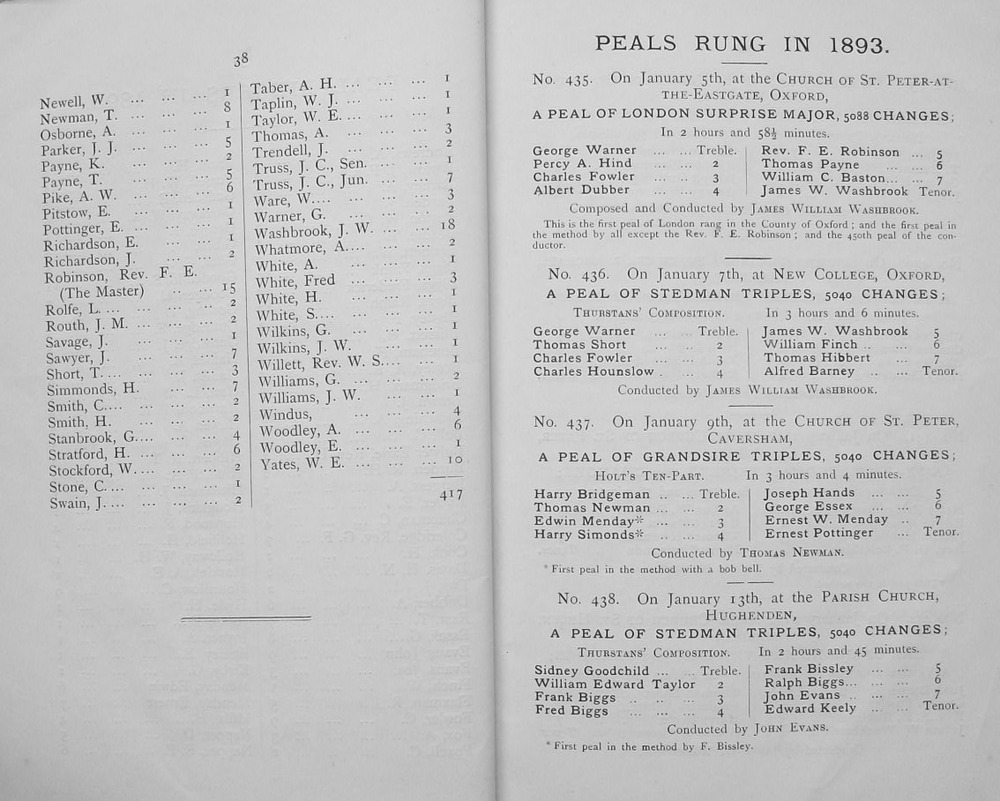 38
Newell, W. ... ... ... 1
Newman, T. ... ... ... 8
Osborne, A. ... ... ... 1
Parker, J. J. ... ... ... 5
Payne, K. ... ... ... 2
Payne, T. ... ... ... 5
Pike, A. W. ... ... ... 6
Pitstow, E. ... ... ... 1
Pottinger, E. ... ... ... 1
Richardson, E. ... ... 1
Richardson, J. ... ... 2
Robinson, Rev. F. E.
(The Master) ... ... 15
Rolfe, L. ... ... ... ... 2
Routh, J. M. ... ... ... 2
Savage, J. ... ... ... 1
Sawyer, J. ... ... ... 7
Short, T.... ... ... ... 3
Simmonds, H. ... ... 7
Smith, C.... ... ... ... 2
Smith, H. ... ... ... 2
Stanbrook, G.... ... ... 4
Stratford, H. ... ... ... 6
Stockford, W.... ... ... 2
Stone, C.... ... ... ... 1
Swain, J.... ... ... ... 2
Taber, A. H. ... ... ... 1
Taplin, W. J. ... ... ... 1
Taylor, W. E.... ... ... 1
Thomas, A. ... ... ... 3
Trendell, J. ... ... ... 2
Truss, J. C., Sen. ... ... 1
Truss, J. C., Jun. ... ... 7
Ware, W.... ... ... ... 3
Warner, G. ... ... ... 2
Washbrook, J. W. ... ... 18
Whatmore, A.... ... ... 2
White, A. ... ... ... 1
White, Fred ... ... ... 3
White, H. ... ... ... 1
White, S.... ... ... ... 1
Wilkins, G. ... ... ... 1
Wilkins, J. W. ... ... 1
Willett, Rev. W. S.... ... 1
Williams, G. ... ... ... 2
Williams, J. W. ... ... 1
Windus, ... ... ... 4
Woodley, A. ... ... ... 6
Woodley, E. ... ... ... 1
Yates, W. E. ... ... ... 10
417
PEALS RUNG IN 1893.
No. 435. On January 5th, at the Church of St. Peter-at-
the-Eastgate, Oxford,
A PEAL OF LONDON SURPRISE MAJOR, 5088 CHANGES;
In 2 hours and 58½ minutes.
George Warner ... ... Treble. Rev. F. E. Robinson ... 5
Percy A. Hind ... ... 2 Thomas Payne ... ... 6
Charles Fowler ... ... 3 William C. Baston... ... 7
Albert Dubber ... ... 4 James W. Washbrook Tenor.
Composed and Conducted by James William Washbrook.
This is the first peal of London rang in the County of Oxford; and the first peal in
the method by all except the Rev. F. E. Robinson; and the 450th peal of the con-
ductor.
No. 436. On January 7th, at New College, Oxford,
A PEAL OF STEDMAN TRIPLES, 5040 CHANGES;
Thurstans' Composition. In 3 hours and 6 minutes.
George Warner ... ... Treble. James W. Washbrook 5
Thomas Short ... ... 2 William Finch ... ... 6
Charles Fowler ... ... 3 Thomas Hibbert ... 7
Charles Hounslow . ... 4 Alfred Barney ... ... Tenor.
Conducted by James William Washbrook.
No. 437. On January 9th, at the Church of St. Peter,
Caversham,
A PEAL OF GRANDSIRE TRIPLES, 5040 CHANGES;
Holt's Ten-Part. In 3 hours and 4 minutes.
Harry Bridgeman ... ... Treble. Joseph Hands ... ... 5
Thomas Newman ... ... 2 George Essex ... ... 6
Edwin Menday* ... ... 3 Ernest W. Menday .. 7
Harry Simonds* ... ... 4 Ernest Pottinger ... Tenor.
Conducted by Thomas Newman.
* First peal in the method with a bob bell.
No. 438. On January 13th, at the Parish Church,
Hughenden,
A PEAL OF STEDMAN TRIPLES, 5040 CHANGES;
Thurstans' Composition. In 2 hours and 45 minutes.
Sidney Goodchild ... ... Treble. Frank Bissley ... ... 5
William Edward Taylor 2 Ralph Biggs... ... ... 6
Frank Biggs ... ... ... 3 John Evans ... ... ... 7
Fred Biggs ... ... ... 4 Edward Keely ... ... Tenor.
Conducted by John Evans.
* First peal in the method by F. Bissley.